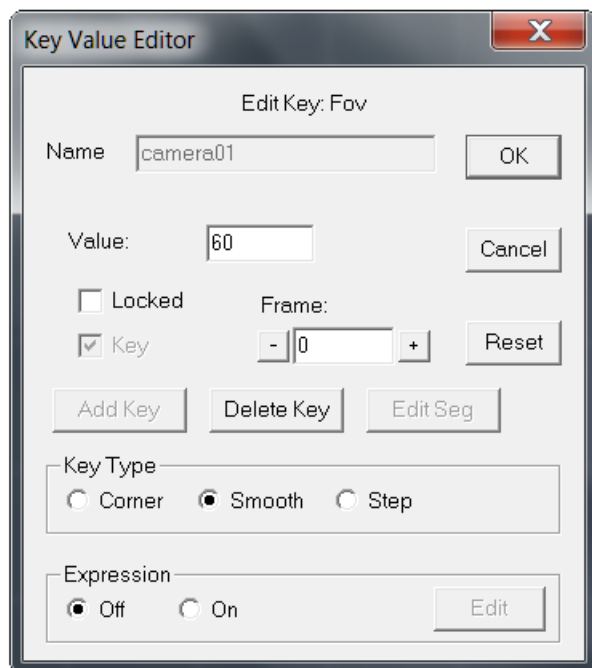 Key Value Editor
X
Edit Key: Fov
Name camera01 OK
Value: 60 Cancel
Locked Frame:
Key - 0 + Reset
Add Key Delete Key Edit Seg
Key Type
Corner Smooth Step
Expression
Off On Edit